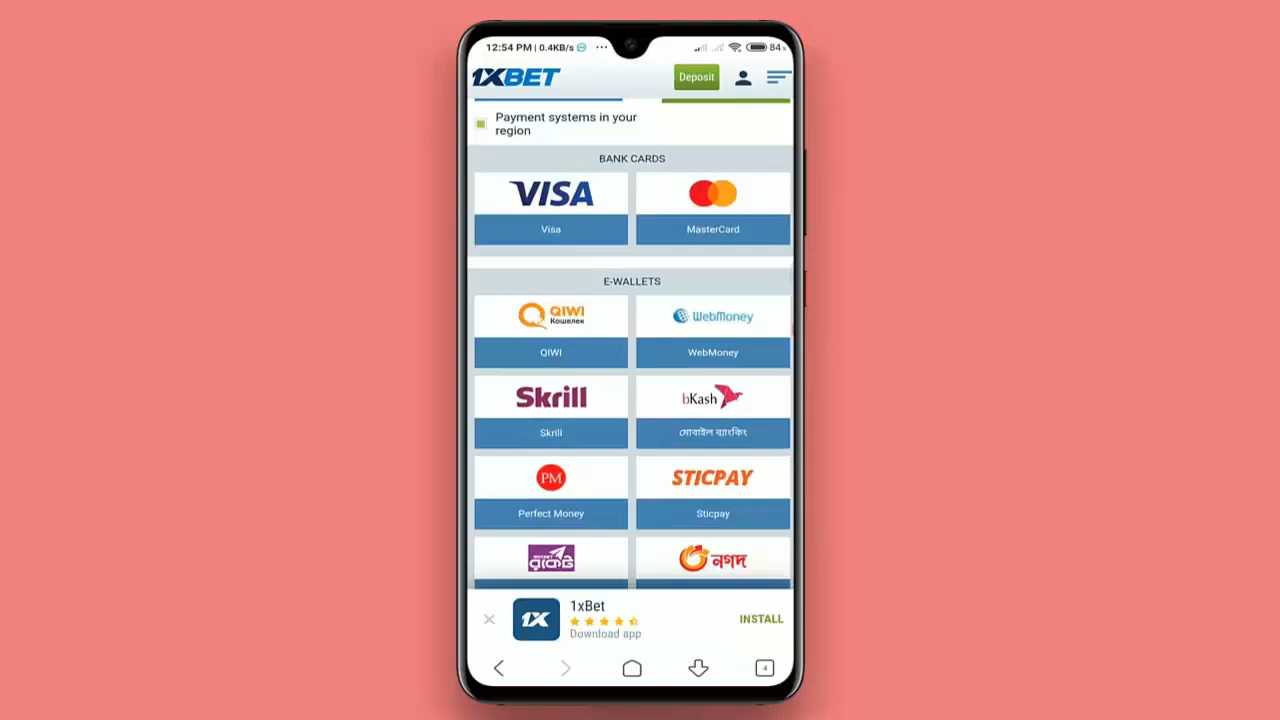 12:54 PM | 0.4KB/s ... 84
1XBET Deposit
Payment systems in your
region
BANK CARDS
VISA
Visa MasterCard
E-WALLETS
QIWI
Кошелек WebMoney
QIWI WebMoney
Skrill bKash
Skrill মোবাইল ব্যাংকিং
PM STICPAY
Perfect Money Sticpay
রকেট নগদ
1X 1xBet
Download app INSTALL
4